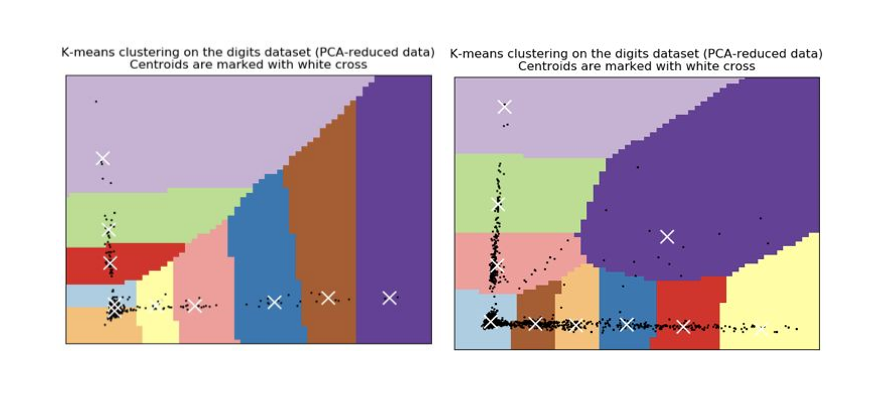 K-means clustering on the digits dataset (PCA-reduced data)
Centroids are marked with white cross
K-means clustering on the digits dataset (PCA-reduced data)
Centroids are marked with white cross